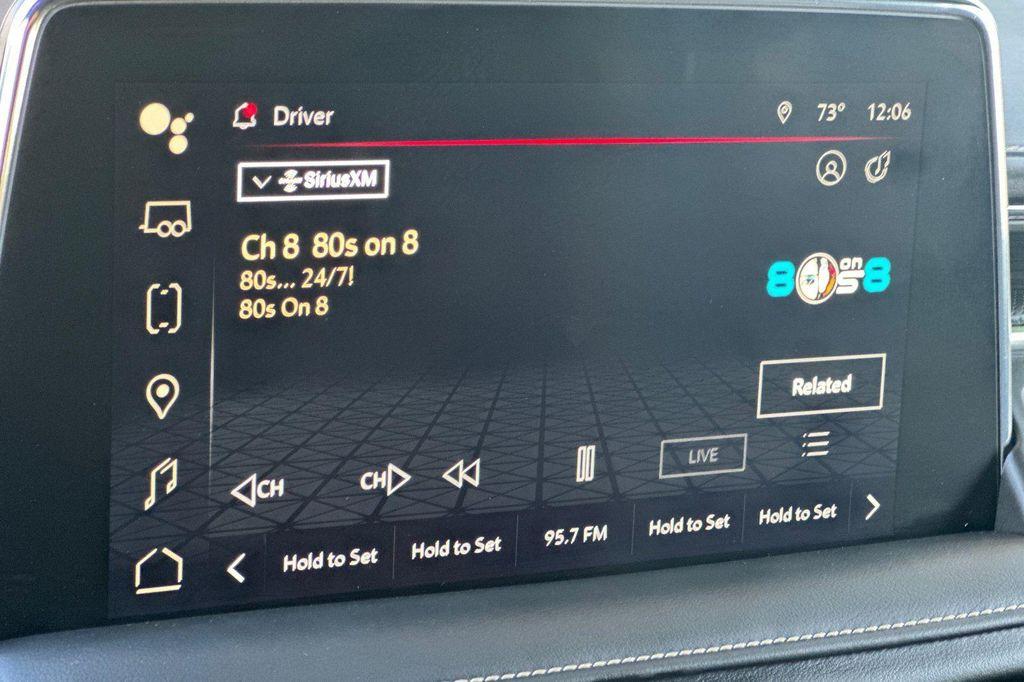 Driver
73° 12:06
SiriusXM
Ch 8 80s on 8
80s... 24/7!
80s On 8
80s on 8
Related
CH
CH
LIVE
Hold to Set
Hold to Set
95.7 FM
Hold to Set
Hold to Set